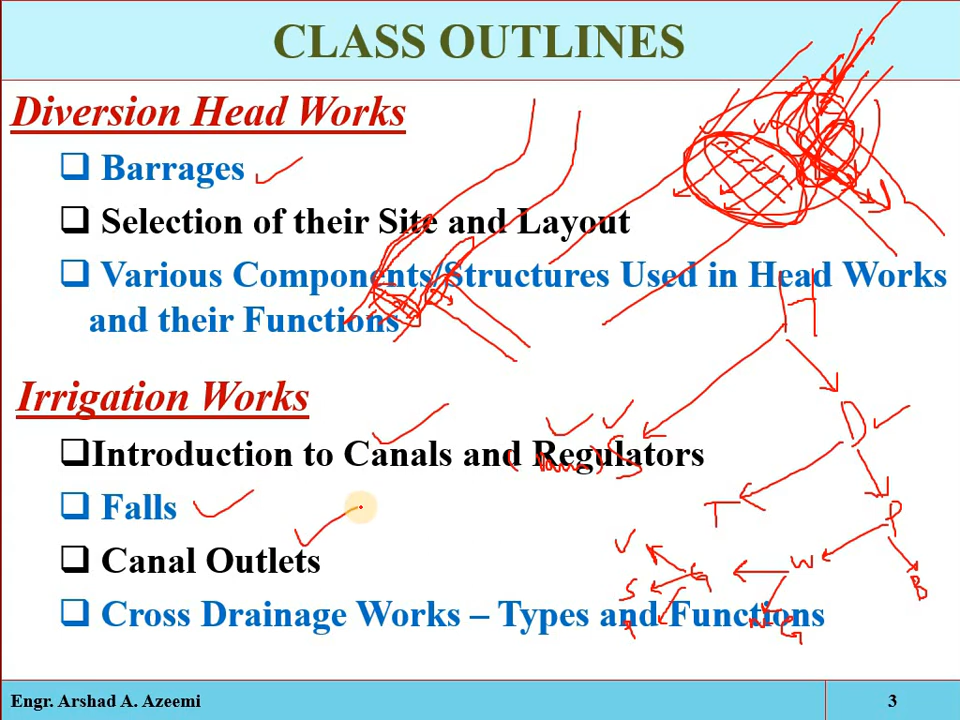 CLASS OUTLINES
Diversion Head Works
❑ Barrages
❑ Selection of their Site and Layout
❑ Various Components/Structures Used in Head Works
and their Functions
H
Irrigation Works
D
❑Introduction to Canals and Regulators
S
❑ Falls
T
P
❑ Canal Outlets
W
G
B
S
❑ Cross Drainage Works – Types and Functions
G
Engr. Arshad A. Azeemi
3